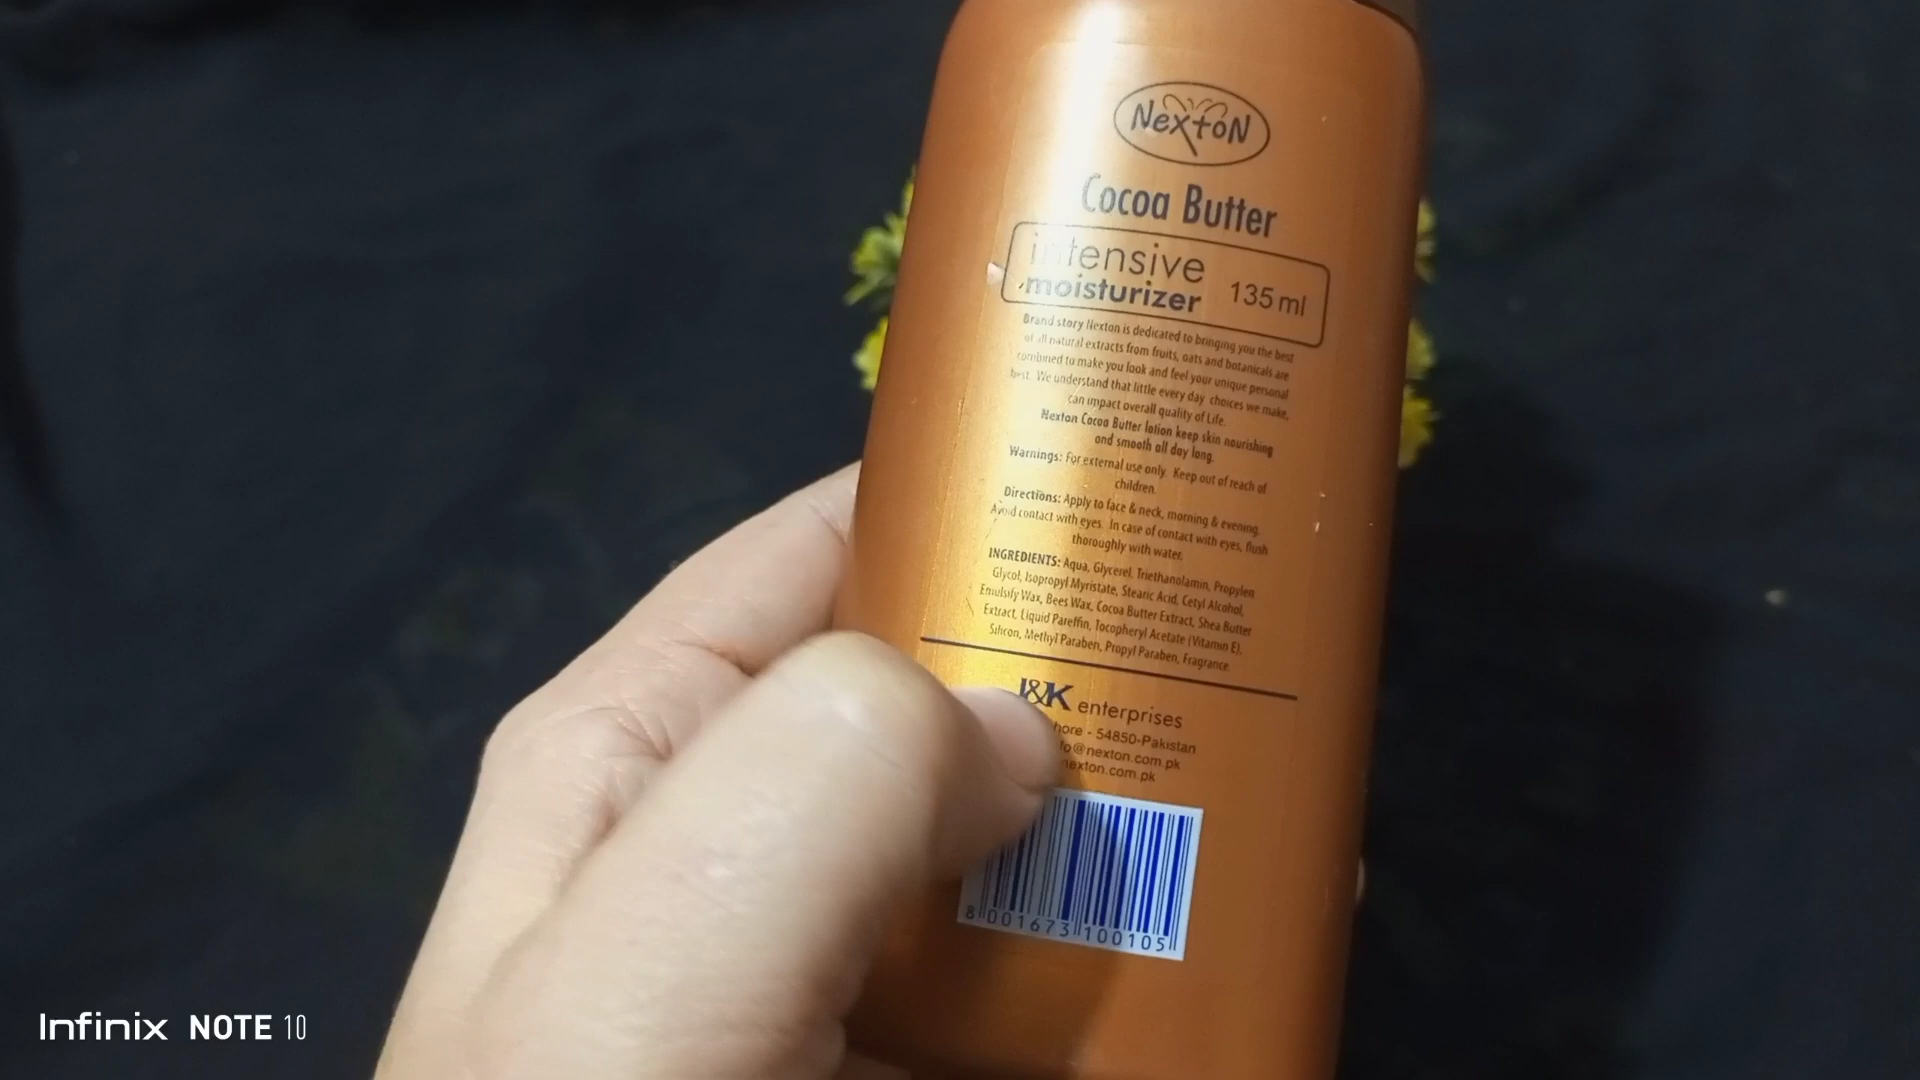 Nexton
Cocoa Butter
intensive
moisturizer 135 ml
Brand story Nexton is dedicated to bringing you the best
of all natural extracts from fruits, oats and botanicals are
combined to make you look and feel your unique personal
best. We understand that little every day choices we make,
can impact overall quality of Life.
Nexton Cocoa Butter lotion keep skin nourishing
and smooth all day long.
Warnings: For external use only. Keep out of reach of
children.
Directions: Apply to face & neck, morning & evening.
Avoid contact with eyes. In case of contact with eyes, flush
thoroughly with water.
INGREDIENTS: Aqua, Glycerel, Triethanolamin, Propylen
Glycol, Isopropyl Myristate, Stearic Acid, Cetyl Alcohol,
Emulsify Wax, Bees Wax, Cocoa Butter Extract, Shea Butter
Extract, Liquid Pareffin, Tocopheryl Acetate (Vitamin E),
Silicon, Methyl Paraben, Propyl Paraben, Fragrance.
J&K enterprises
hore - 54850-Pakistan
fo@nexton.com.pk
nexton.com.pk
8 001673 100105
Infinix NOTE 10